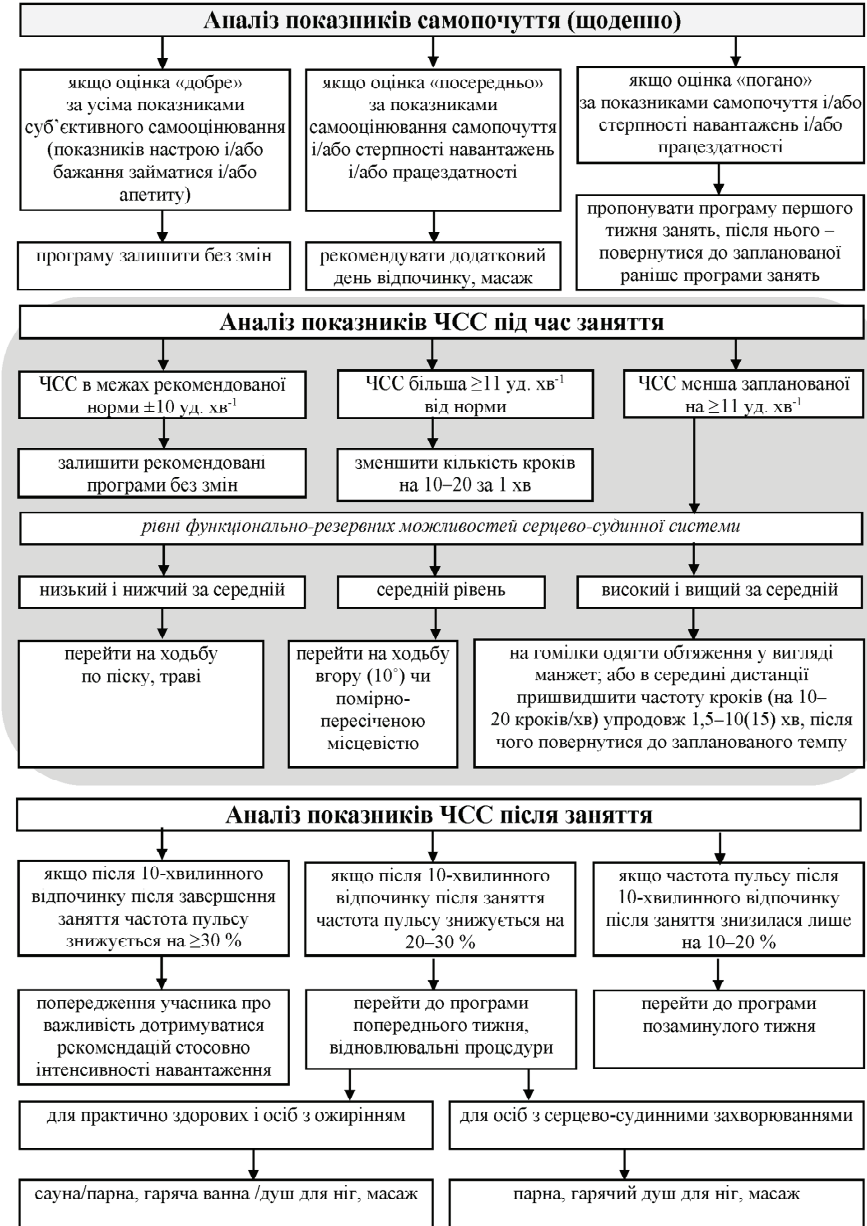 Аналіз показників самопочуття (щоденно)
якщо оцінка «добре»
за усіма показниками
суб’єктивного самооцінювання
(показників настрою і/або
бажання займатися і/або
апетиту)
якщо оцінка «посередньо»
за показниками
самооцінювання самопочуття
і/або стерпності навантажень
і/або працездатності
якщо оцінка «погано»
за показниками самопочуття і/або
стерпності навантажень і/або
працездатності
програму залишити без змін
рекомендувати додатковий
день відпочинку, масаж
пропонувати програму першого
тижня занять, після нього –
повернутися до запланованої
раніше програми занять
Аналіз показників ЧСС під час заняття
ЧСС в межах рекомендованої
норми ±10 уд. хв⁻¹
ЧСС більша ≥11 уд. хв⁻¹
від норми
ЧСС менша запланованої
на ≥11 уд. хв⁻¹
залишити рекомендовані
програми без змін
зменшити кількість кроків
на 10–20 за 1 хв
рівні функціонально-резервних можливостей серцево-судинної системи
низький і нижчий за середній
середній рівень
високий і вищий за середній
перейти на ходьбу
по піску, траві
перейти на ходьбу
вгору (10˚) чи
помірно-
пересіченою
місцевістю
на гомілки одягти обтяження у вигляді
манжет; або в середині дистанції
пришвидшити частоту кроків (на 10–
20 кроків/хв) упродовж 1,5–10(15) хв, після
чого повернутися до запланованого темпу
Аналіз показників ЧСС після заняття
якщо після 10-хвилинного
відпочинку після завершення
заняття частота пульсу
знижується на ≥30 %
якщо після 10-хвилинного
відпочинку після заняття
частота пульсу знижується на
20–30 %
якщо частота пульсу після
10-хвилинного відпочинку
після заняття знизилася лише
на 10–20 %
попередження учасника про
важливість дотримуватися
рекомендацій стосовно
інтенсивності навантаження
перейти до програми
попереднього тижня,
відновлювальні процедури
перейти до програми
позаминулого тижня
для практично здорових і осіб з ожирінням
для осіб з серцево-судинними захворюваннями
сауна/парна, гаряча ванна /душ для ніг, масаж
парна, гарячий душ для ніг, масаж